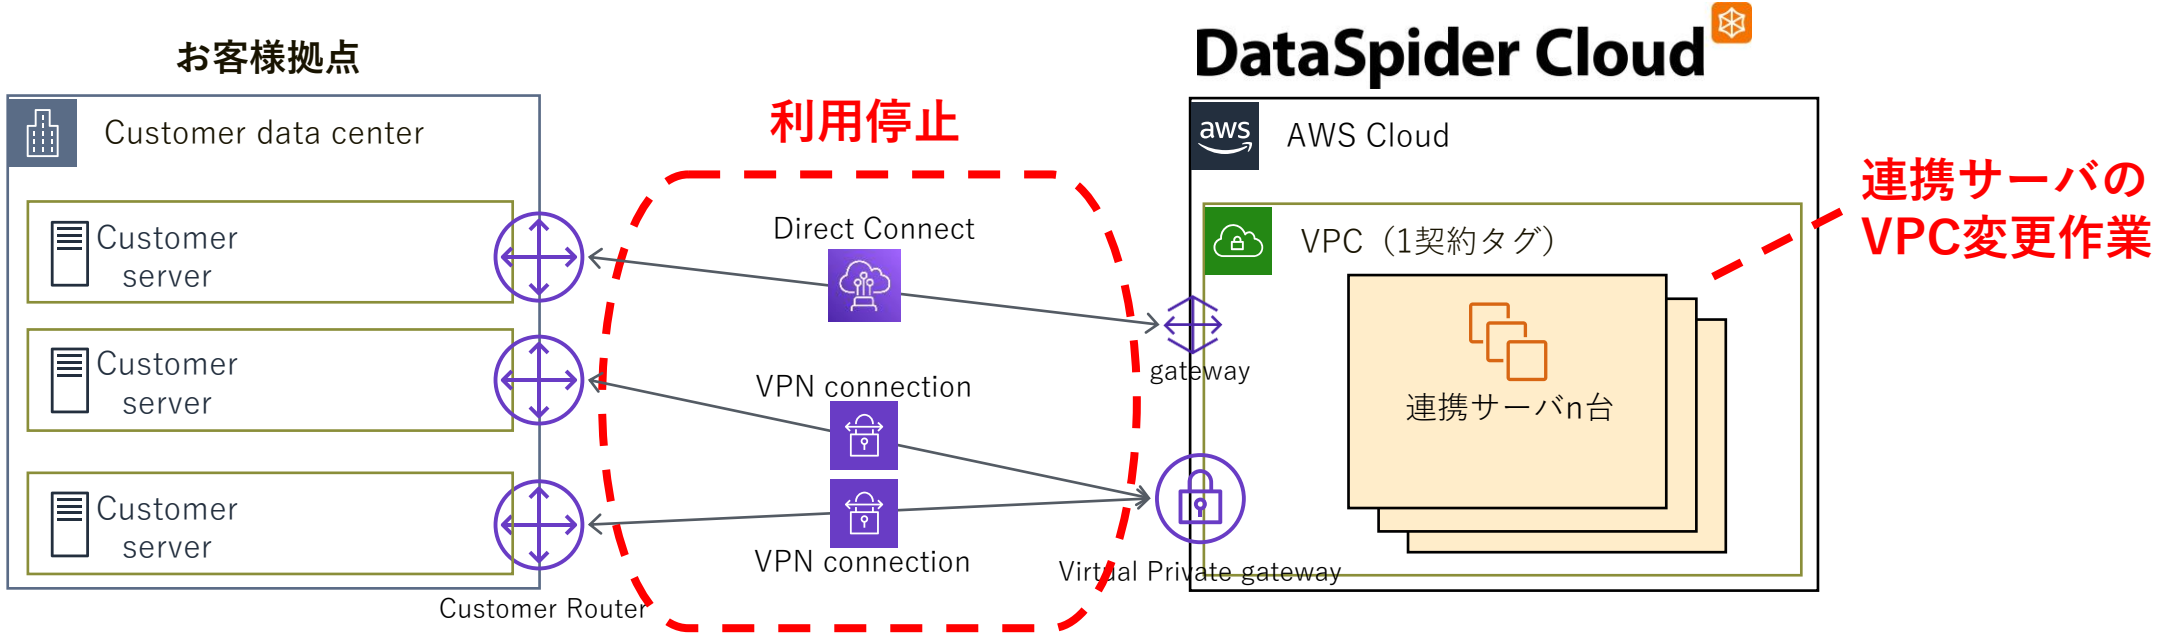 お客様拠点
Customer data center
Customer
server
Customer
server
Customer
server
Customer Router
利用停止
Direct Connect
VPN connection
VPN connection
DataSpider Cloud
aws
AWS Cloud
VPC（1契約タグ）
gateway
Virtual Private gateway
連携サーバn台
連携サーバの
VPC変更作業